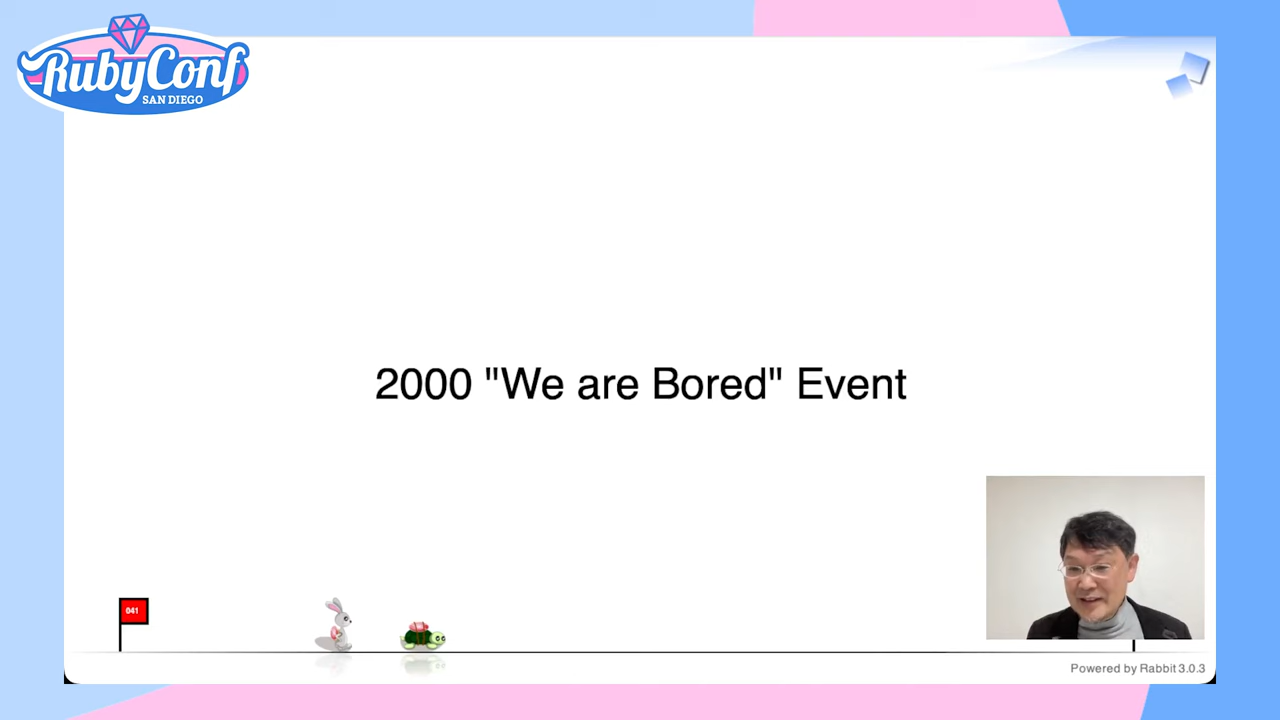 RubyConf
SAN DIEGO
2000 "We are Bored" Event
041
Powered by Rabbit 3.0.3